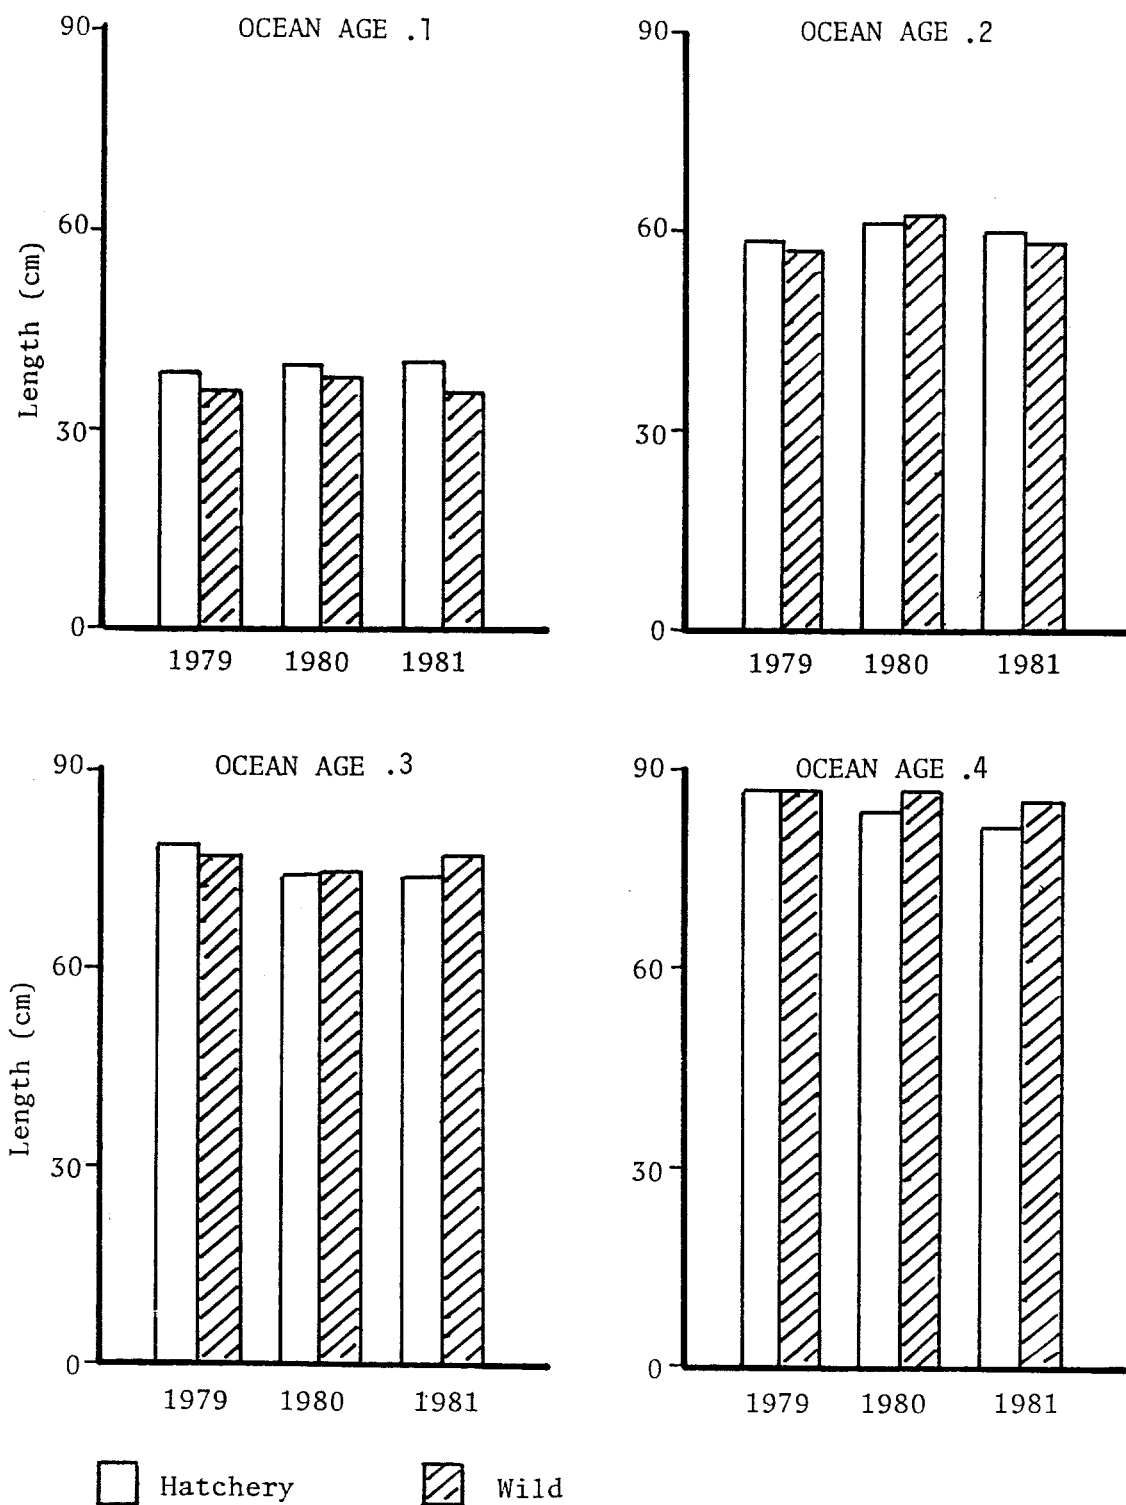 OCEAN AGE .1
90
60
30
0
Length (cm)
1979 1980 1981
OCEAN AGE .2
90
60
30
0
1979 1980 1981
OCEAN AGE .3
90
60
30
0
Length (cm)
1979 1980 1981
OCEAN AGE .4
90
60
30
0
1979 1980 1981
Hatchery Wild